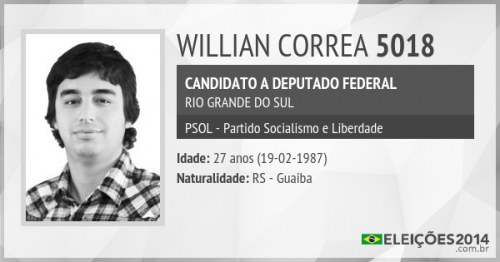 WILLIAN CORREA 5018
CANDIDATO A DEPUTADO FEDERAL
RIO GRANDE DO SUL
PSOL - Partido Socialismo e Liberdade
Idade: 27 anos (19-02-1987)
Naturalidade: RS - Guaiba
ELEIÇÕES2014
.com.br